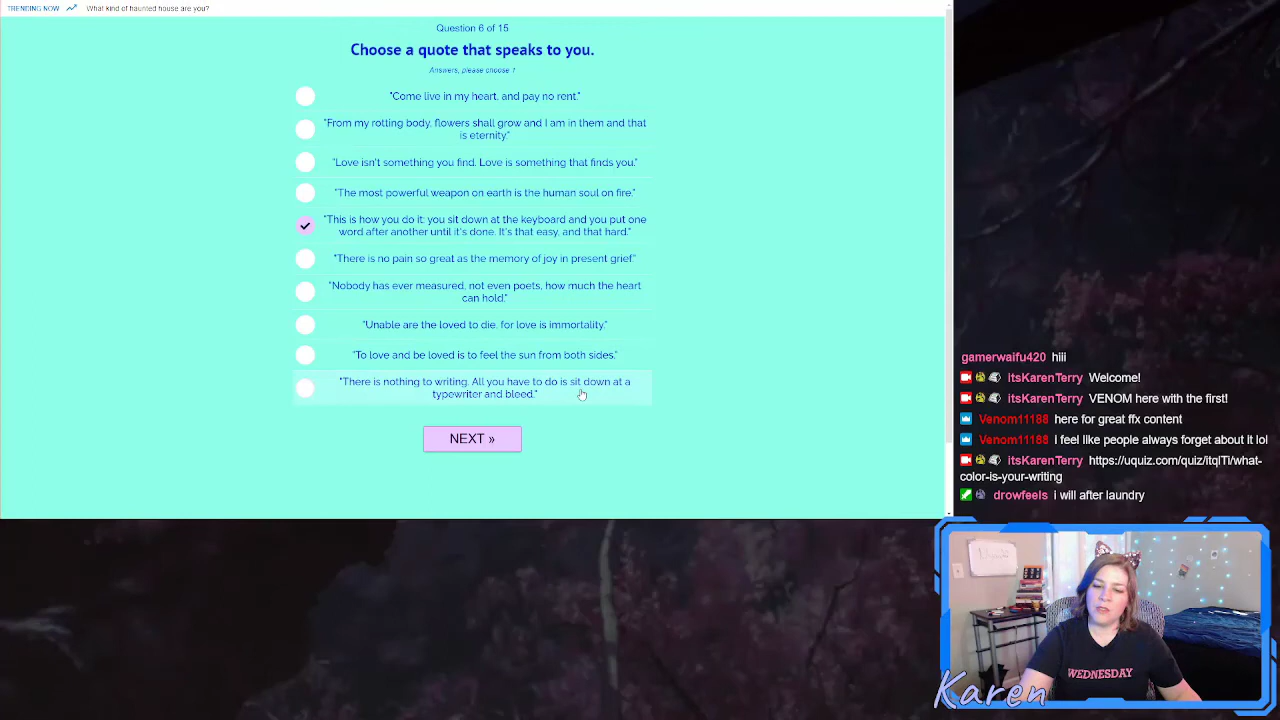 TRENDING NOW What kind of haunted house are you?
Question 6 of 15
Choose a quote that speaks to you.
Answers, please choose 1
"Come live in my heart, and pay no rent."
"From my rotting body, flowers shall grow and I am in them and that
is eternity."
"Love isn't something you find. Love is something that finds you."
"The most powerful weapon on earth is the human soul on fire."
"This is how you do it: you sit down at the keyboard and you put one
word after another until it's done. It's that easy, and that hard."
"There is no pain so great as the memory of joy in present grief."
"Nobody has ever measured, not even poets, how much the heart
can hold."
"Unable are the loved to die, for love is immortality."
"To love and be loved is to feel the sun from both sides."
"There is nothing to writing. All you have to do is sit down at a
typewriter and bleed."
NEXT »
gamerwaifu420 hiii
itsKarenTerry Welcome!
itsKarenTerry VENOM here with the first!
Venom11188 here for great ffx content
Venom11188 i feel like people always forget about it lol
itsKarenTerry https://uquiz.com/quiz/itqlTi/what-
color-is-your-writing
drowfeels i will after laundry
WEDNESDAY
Karen